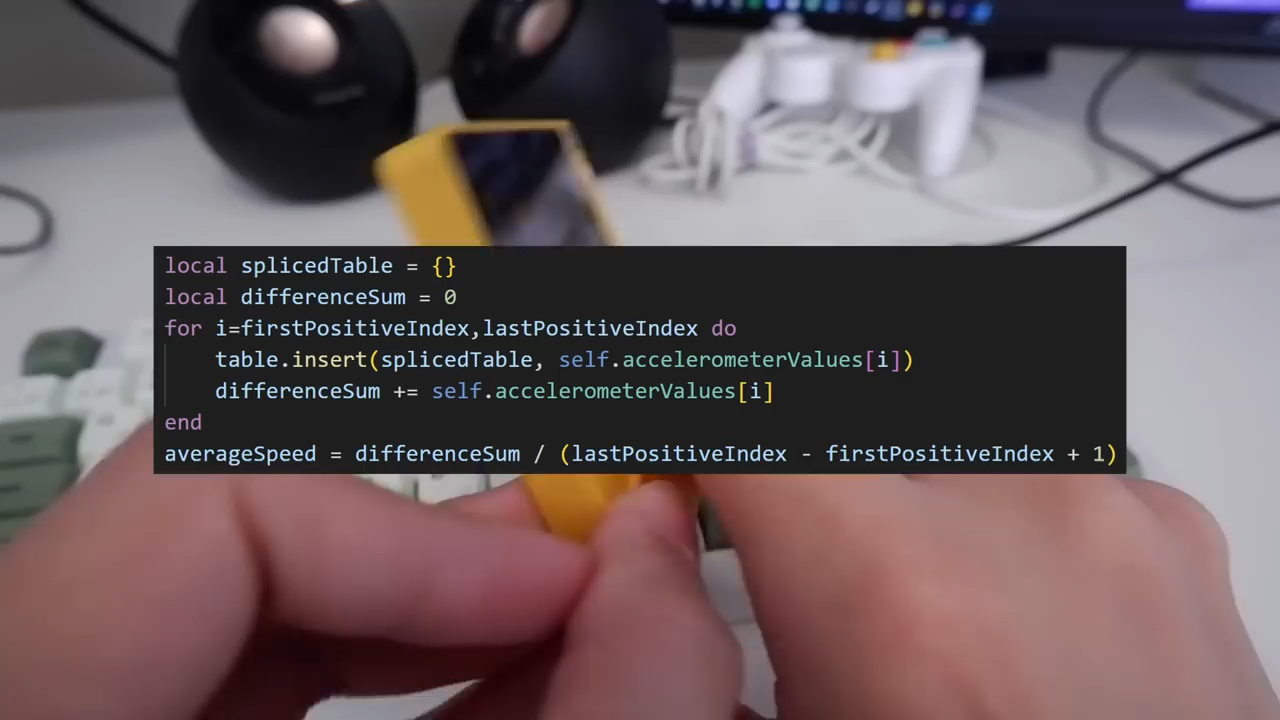 local splicedTable = {}
local differenceSum = 0
for i=firstPositiveIndex,lastPositiveIndex do
    table.insert(splicedTable, self.accelerometerValues[i])
    differenceSum += self.accelerometerValues[i]
end
averageSpeed = differenceSum / (lastPositiveIndex - firstPositiveIndex + 1)